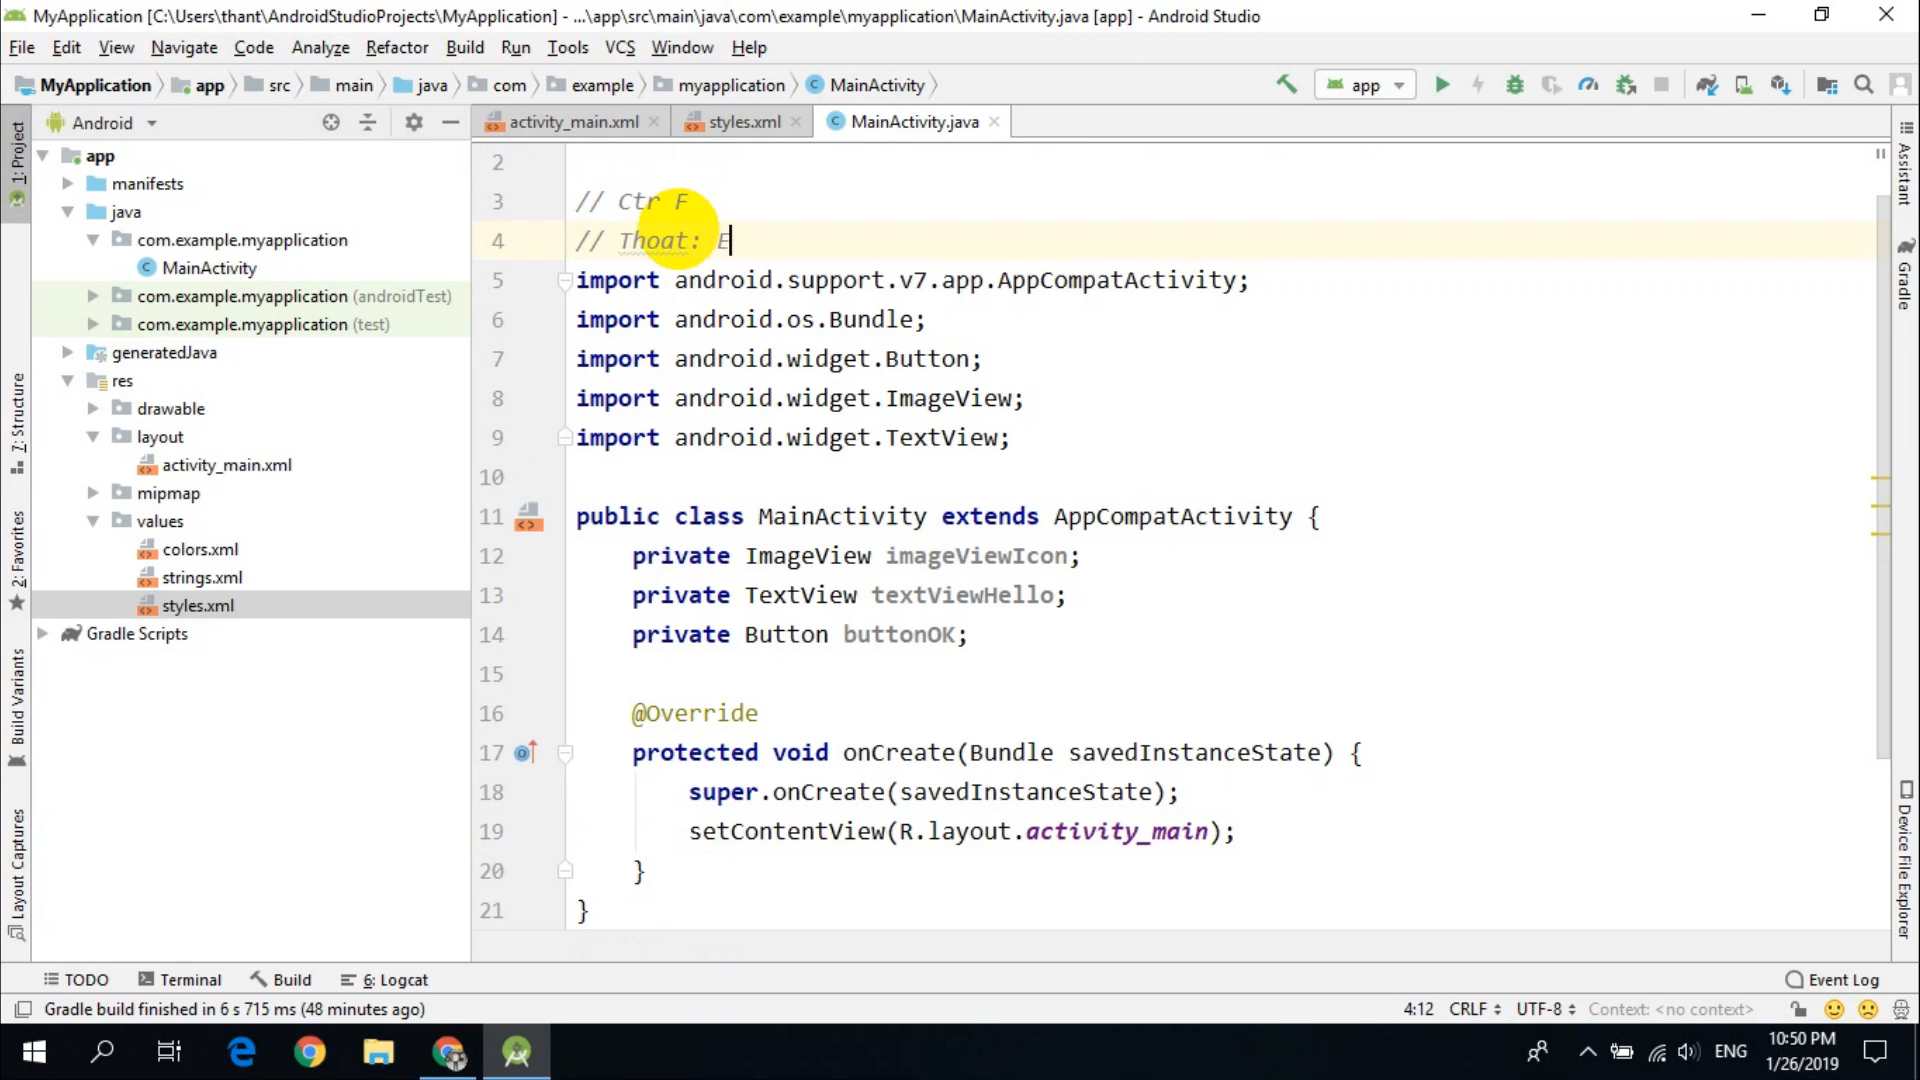 MyApplication [C:\Users\thant\AndroidStudioProjects\MyApplication] - ...\app\src\main\java\com\example\myapplication\MainActivity.java [app] - Android Studio
File Edit View Navigate Code Analyze Refactor Build Run Tools VCS Window Help
MyApplication app src main java com example myapplication MainActivity app
Android
activity_main.xml styles.xml MainActivity.java
1: Project
7: Structure
2: Favorites
Build Variants
Layout Captures
app
manifests
java
com.example.myapplication
MainActivity
com.example.myapplication (androidTest)
com.example.myapplication (test)
generatedJava
res
drawable
layout
activity_main.xml
mipmap
values
colors.xml
strings.xml
styles.xml
Gradle Scripts
2
3 // Ctr F
4 // Thoat: E
5 import android.support.v7.app.AppCompatActivity;
6 import android.os.Bundle;
7 import android.widget.Button;
8 import android.widget.ImageView;
9 import android.widget.TextView;
10
11 public class MainActivity extends AppCompatActivity {
12 private ImageView imageViewIcon;
13 private TextView textViewHello;
14 private Button buttonOK;
15
16 @Override
17 protected void onCreate(Bundle savedInstanceState) {
18 super.onCreate(savedInstanceState);
19 setContentView(R.layout.activity_main);
20 }
21 }
Assistant
Gradle
Device File Explorer
TODO Terminal Build 6: Logcat Event Log
Gradle build finished in 6 s 715 ms (48 minutes ago) 4:12 CRLF UTF-8 Context: <no context>
ENG
10:50 PM
1/26/2019